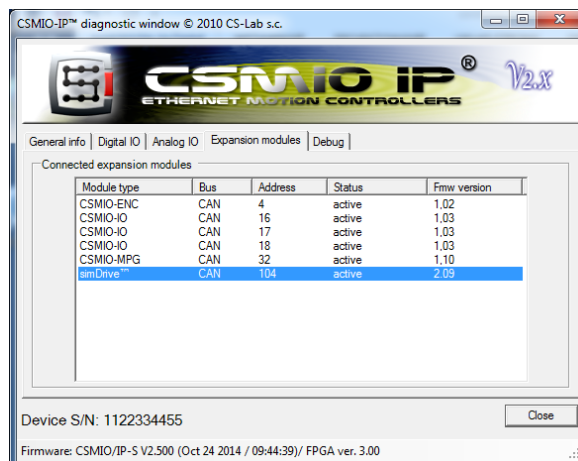 CSMIO-IP™ diagnostic window © 2010 CS-Lab s.c.
CSMIO IP®
V2.x
ETHERNET MOTION CONTROLLERS
General info Digital IO Analog IO Expansion modules Debug
Connected expansion modules
Module type Bus Address Status Fmw version
CSMIO-ENC CAN 4 active 1,02
CSMIO-IO CAN 16 active 1,03
CSMIO-IO CAN 17 active 1,03
CSMIO-IO CAN 18 active 1,03
CSMIO-MPG CAN 32 active 1,10
simDrive™ CAN 104 active 2.09
Device S/N: 1122334455
Close
Firmware: CSMIO/IP-S V2.500 (Oct 24 2014 / 09:44:39)/ FPGA ver. 3.00